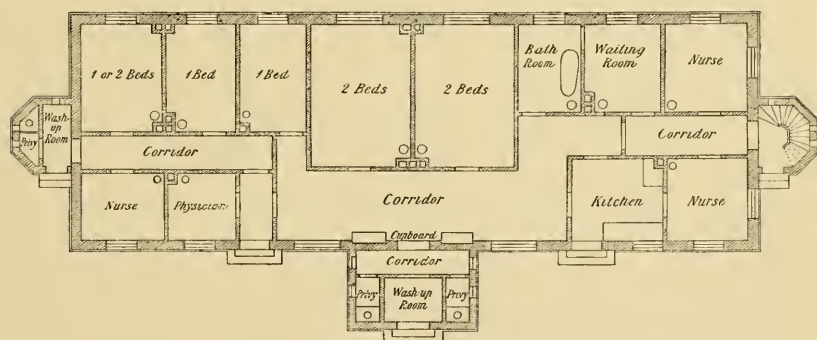 1 or 2 Beds
1 Bed
1 Bed
2 Beds
2 Beds
Bath
Room
Waiting
Room
Nurse
Wash-
up
Room
Privy
Corridor
Corridor
Nurse
Physician
Corridor
Kitchen
Nurse
Cupboard
Corridor
Privy
Wash-up
Room
Privy